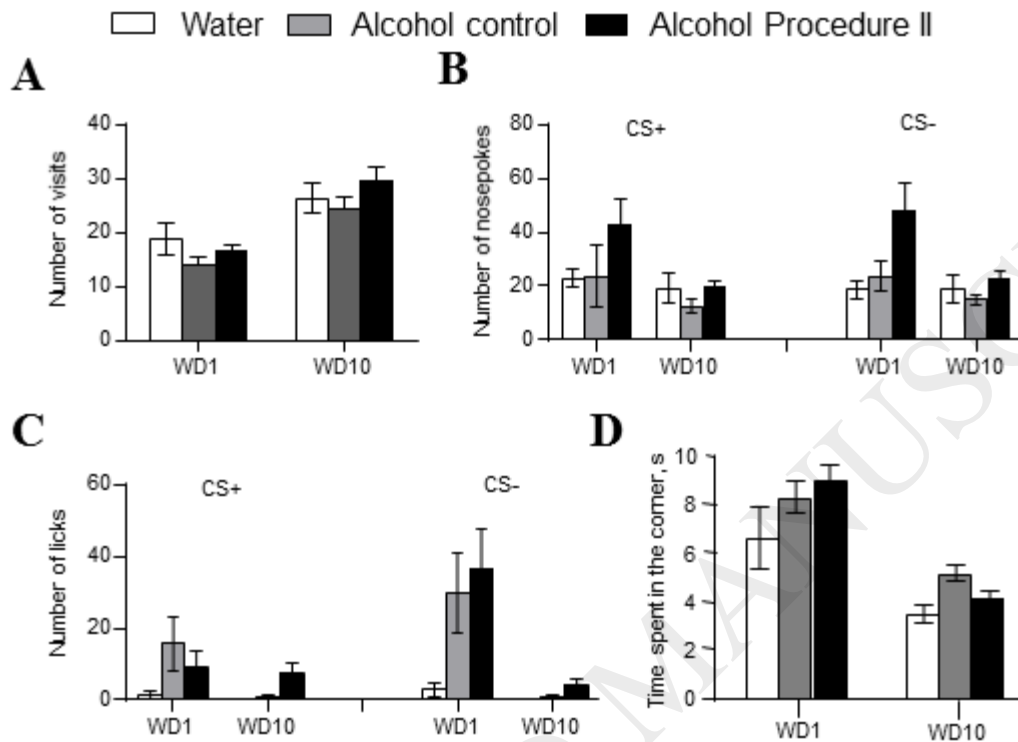 Water Alcohol control Alcohol Procedure II
A
B
Number of visits
40
30
20
10
0
WD1 WD10
Number of nosepokes
80
60
40
20
0
CS+ CS-
WD1 WD10 WD1 WD10
C
D
Number of licks
60
40
20
0
CS+ CS-
WD1 WD10 WD1 WD10
Time spent in the corner, s
10
8
6
4
2
0
WD1 WD10